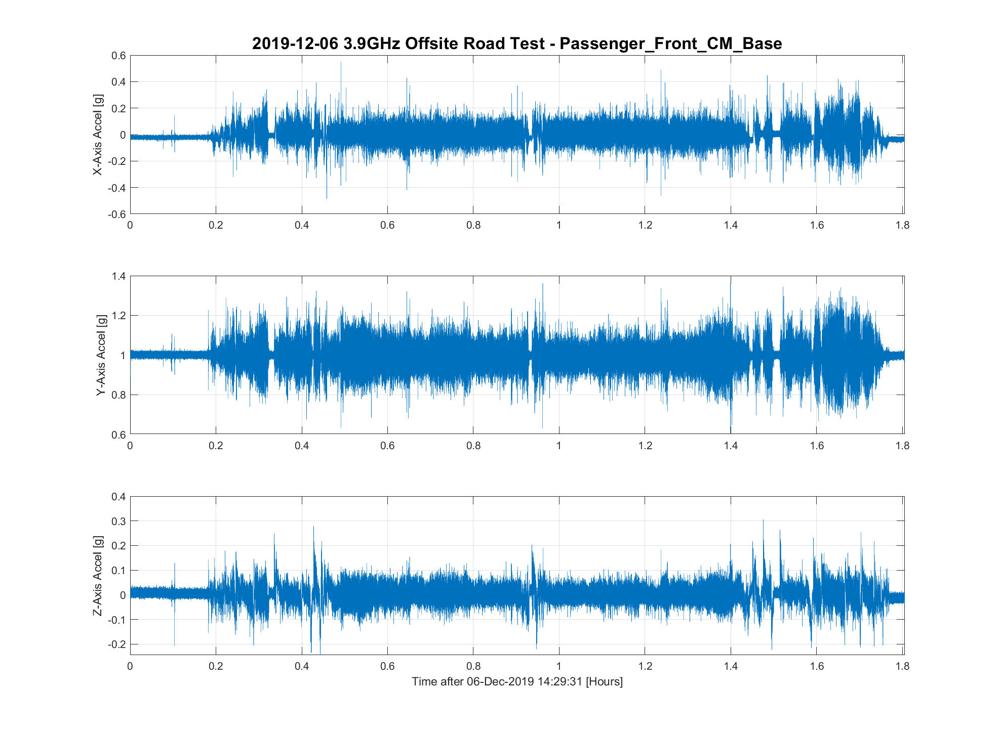 2019-12-06 3.9GHz Offsite Road Test - Passenger_Front_CM_Base
0.6
0.4
0.2
0
-0.2
-0.4
-0.6
X-Axis Accel [g]
0 0.2 0.4 0.6 0.8 1 1.2 1.4 1.6 1.8
1.4
1.2
1
0.8
0.6
Y-Axis Accel [g]
0 0.2 0.4 0.6 0.8 1 1.2 1.4 1.6 1.8
0.4
0.3
0.2
0.1
0
-0.1
-0.2
Z-Axis Accel [g]
0 0.2 0.4 0.6 0.8 1 1.2 1.4 1.6 1.8
Time after 06-Dec-2019 14:29:31 [Hours]